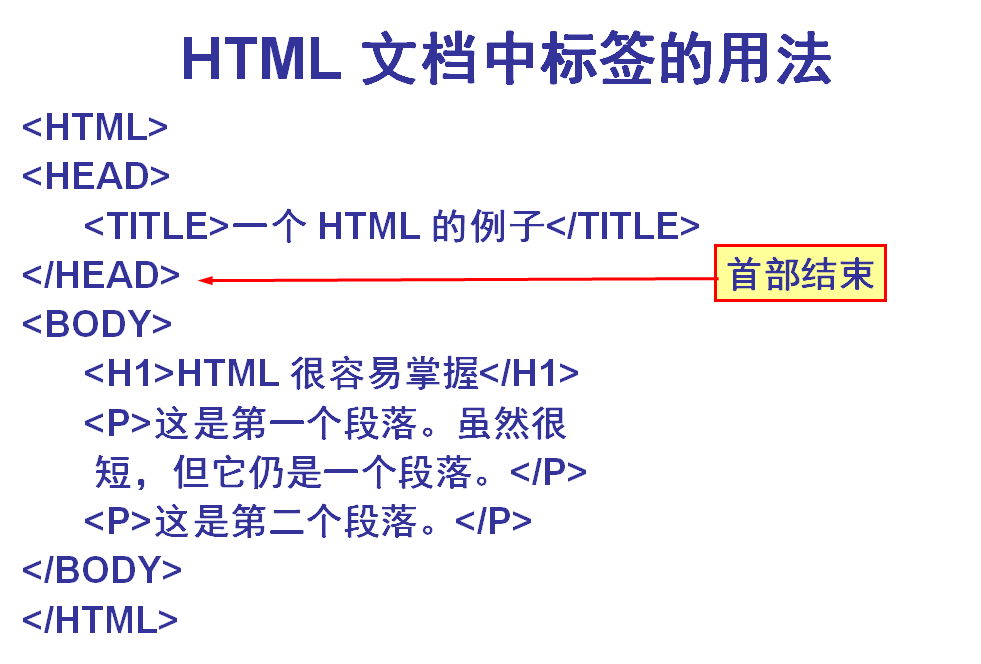 HTML 文档中标签的用法
<HTML>
<HEAD>
<TITLE>一个 HTML 的例子</TITLE>
</HEAD>
首部结束
<BODY>
<H1>HTML 很容易掌握</H1>
<P>这是第一个段落。虽然很
短，但它仍是一个段落。</P>
<P>这是第二个段落。</P>
</BODY>
</HTML>